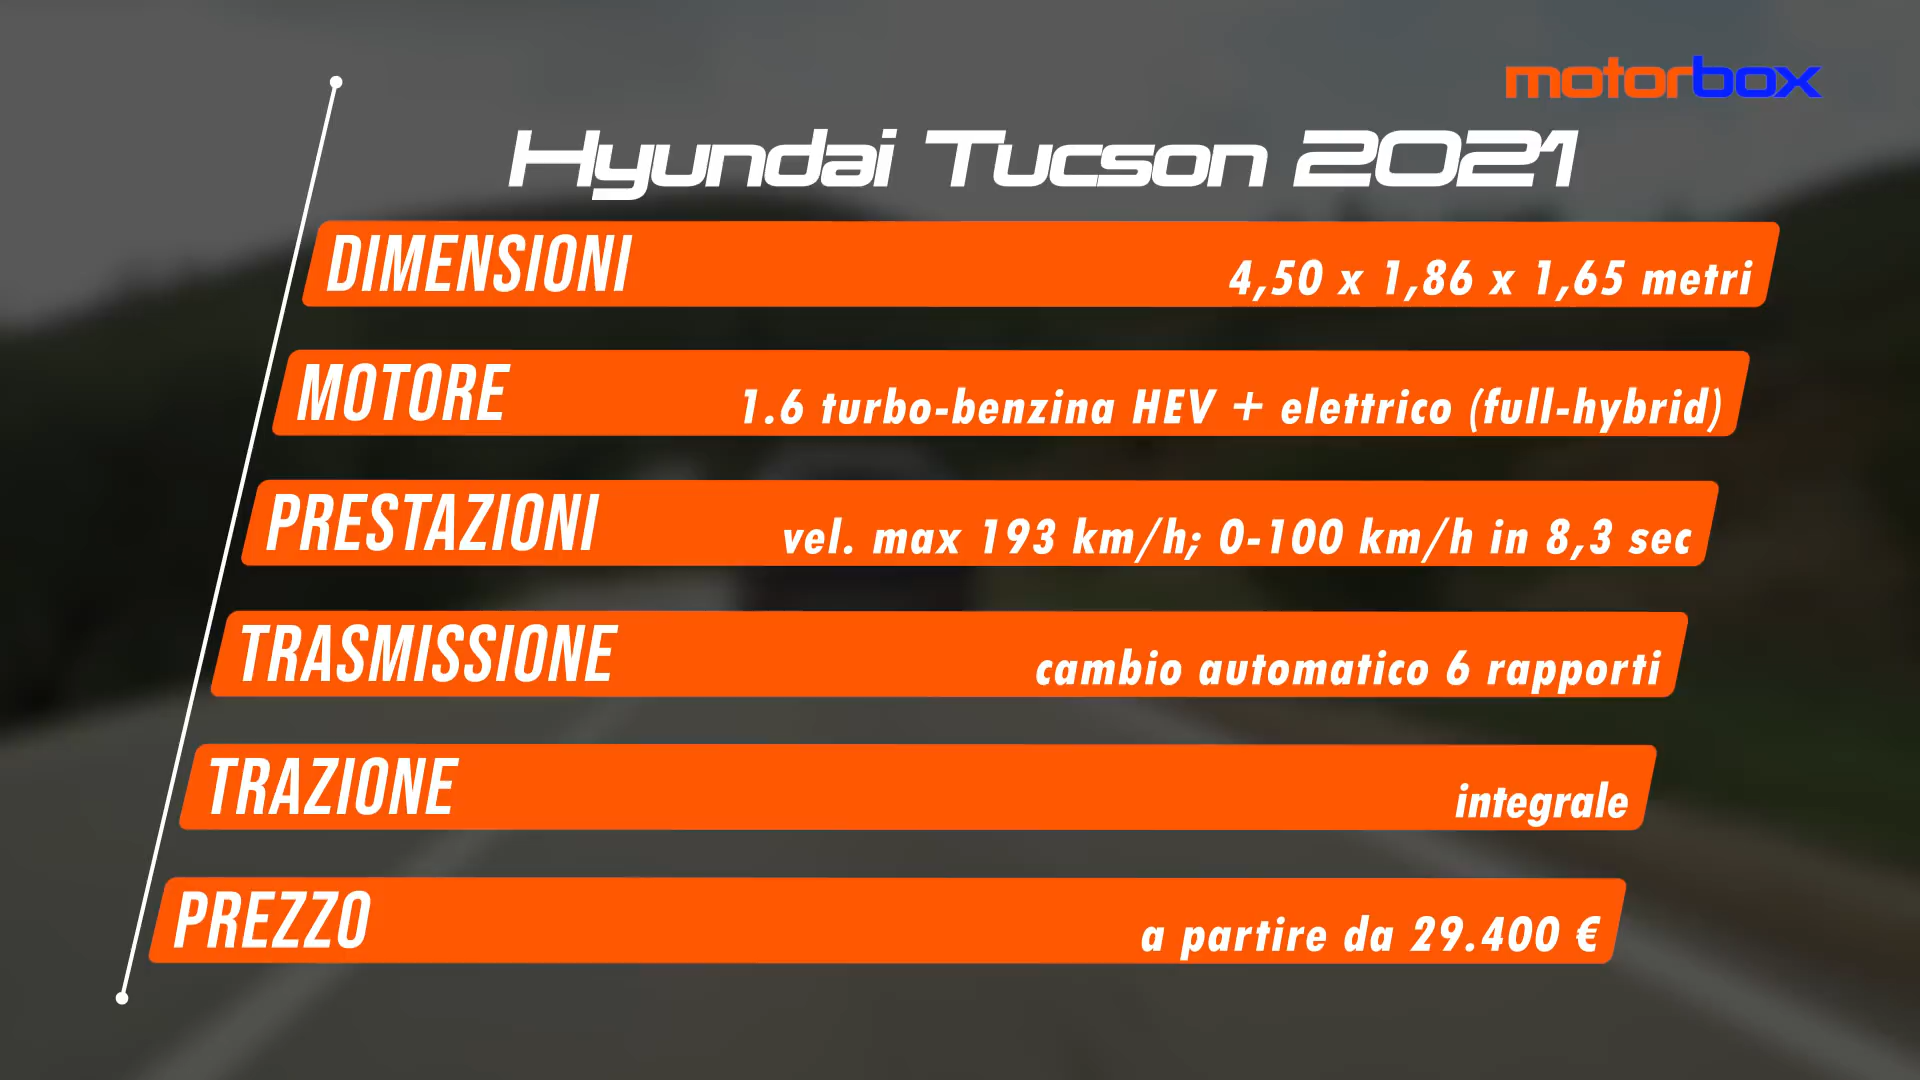 motorbox
Hyundai Tucson 2021
DIMENSIONI 4,50 x 1,86 x 1,65 metri
MOTORE 1.6 turbo-benzina HEV + elettrico (full-hybrid)
PRESTAZIONI vel. max 193 km/h; 0-100 km/h in 8,3 sec
TRASMISSIONE cambio automatico 6 rapporti
TRAZIONE integrale
PREZZO a partire da 29.400 €